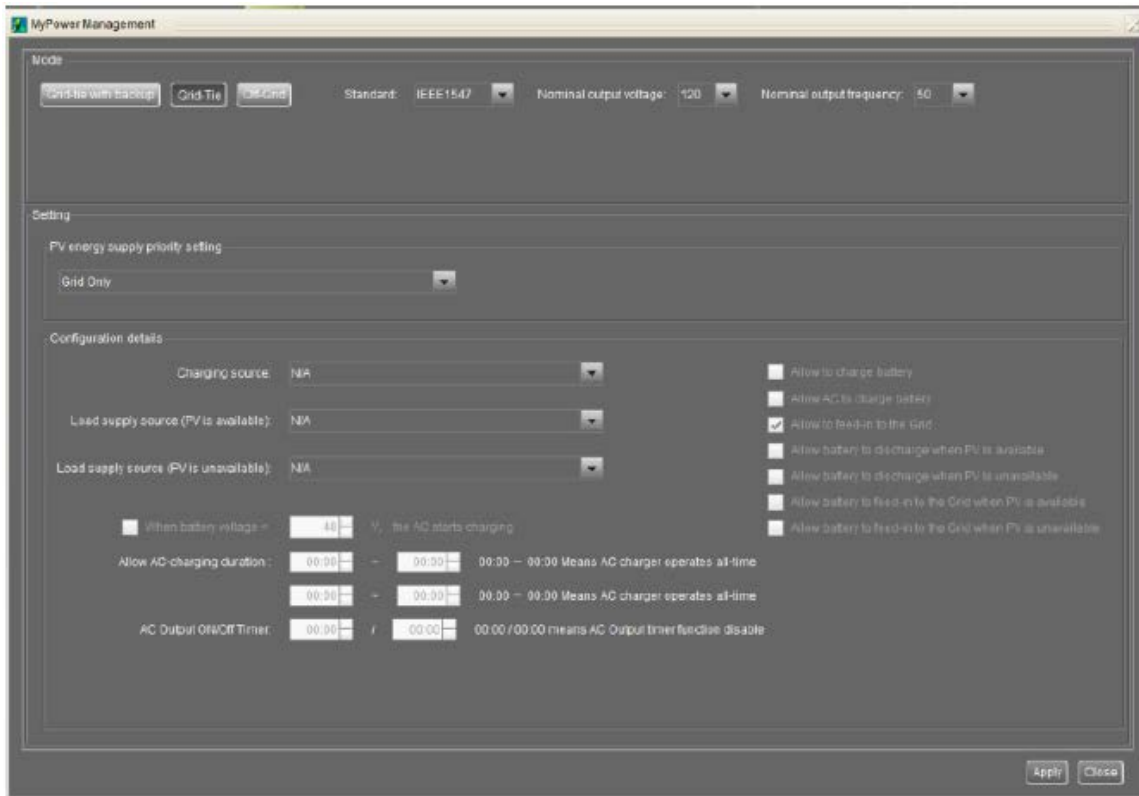 MyPower Management
Mode
Grid-tie with backup Grid-Tie Off-Grid Standard: IEEE1547 Nominal output voltage: 120 Nominal output frequency: 50
Setting
PV energy supply priority setting
Grid Only
Configuration details
Charging source: N/A
Load supply source (PV is available): N/A
Load supply source (PV is unavailable): N/A
When battery voltage < 48 V, the AC starts charging
Allow AC-charging duration : 00:00 ~ 00:00 00:00 ~ 00:00 Means AC charger operates all-time
00:00 ~ 00:00 00:00 ~ 00:00 Means AC charger operates all-time
AC Output ON/Off Timer: 00:00 / 00:00 00:00 / 00:00 means AC Output timer function disable
Allow to charge battery
Allow AC to charge battery
Allow to feed-in to the Grid
Allow battery to discharge when PV is available
Allow battery to discharge when PV is unavailable
Allow battery to feed-in to the Grid when PV is available
Allow battery to feed-in to the Grid when PV is unavailable
Apply Close